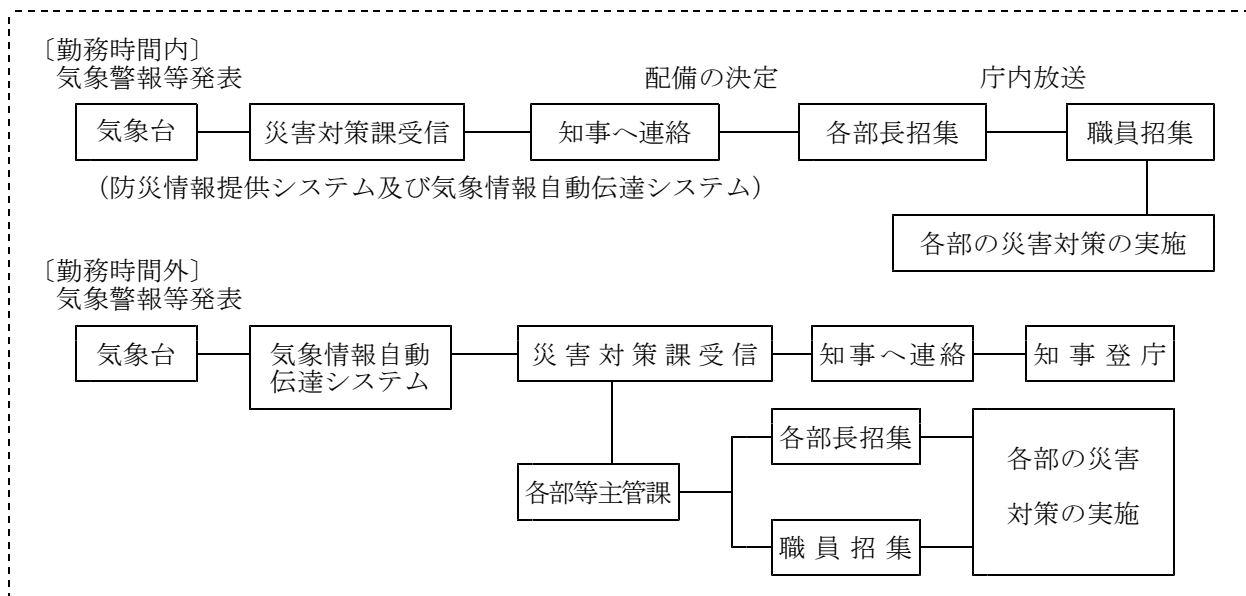 〔勤務時間内〕
気象警報等発表
配備の決定
庁内放送
気象台
災害対策課受信
知事へ連絡
各部長招集
職員招集
（防災情報提供システム及び気象情報自動伝達システム）
各部の災害対策の実施
〔勤務時間外〕
気象警報等発表
気象台
気象情報自動
伝達システム
災害対策課受信
知事へ連絡
知事登庁
各部長招集
各部等主管課
職員招集
各部の災害
対策の実施